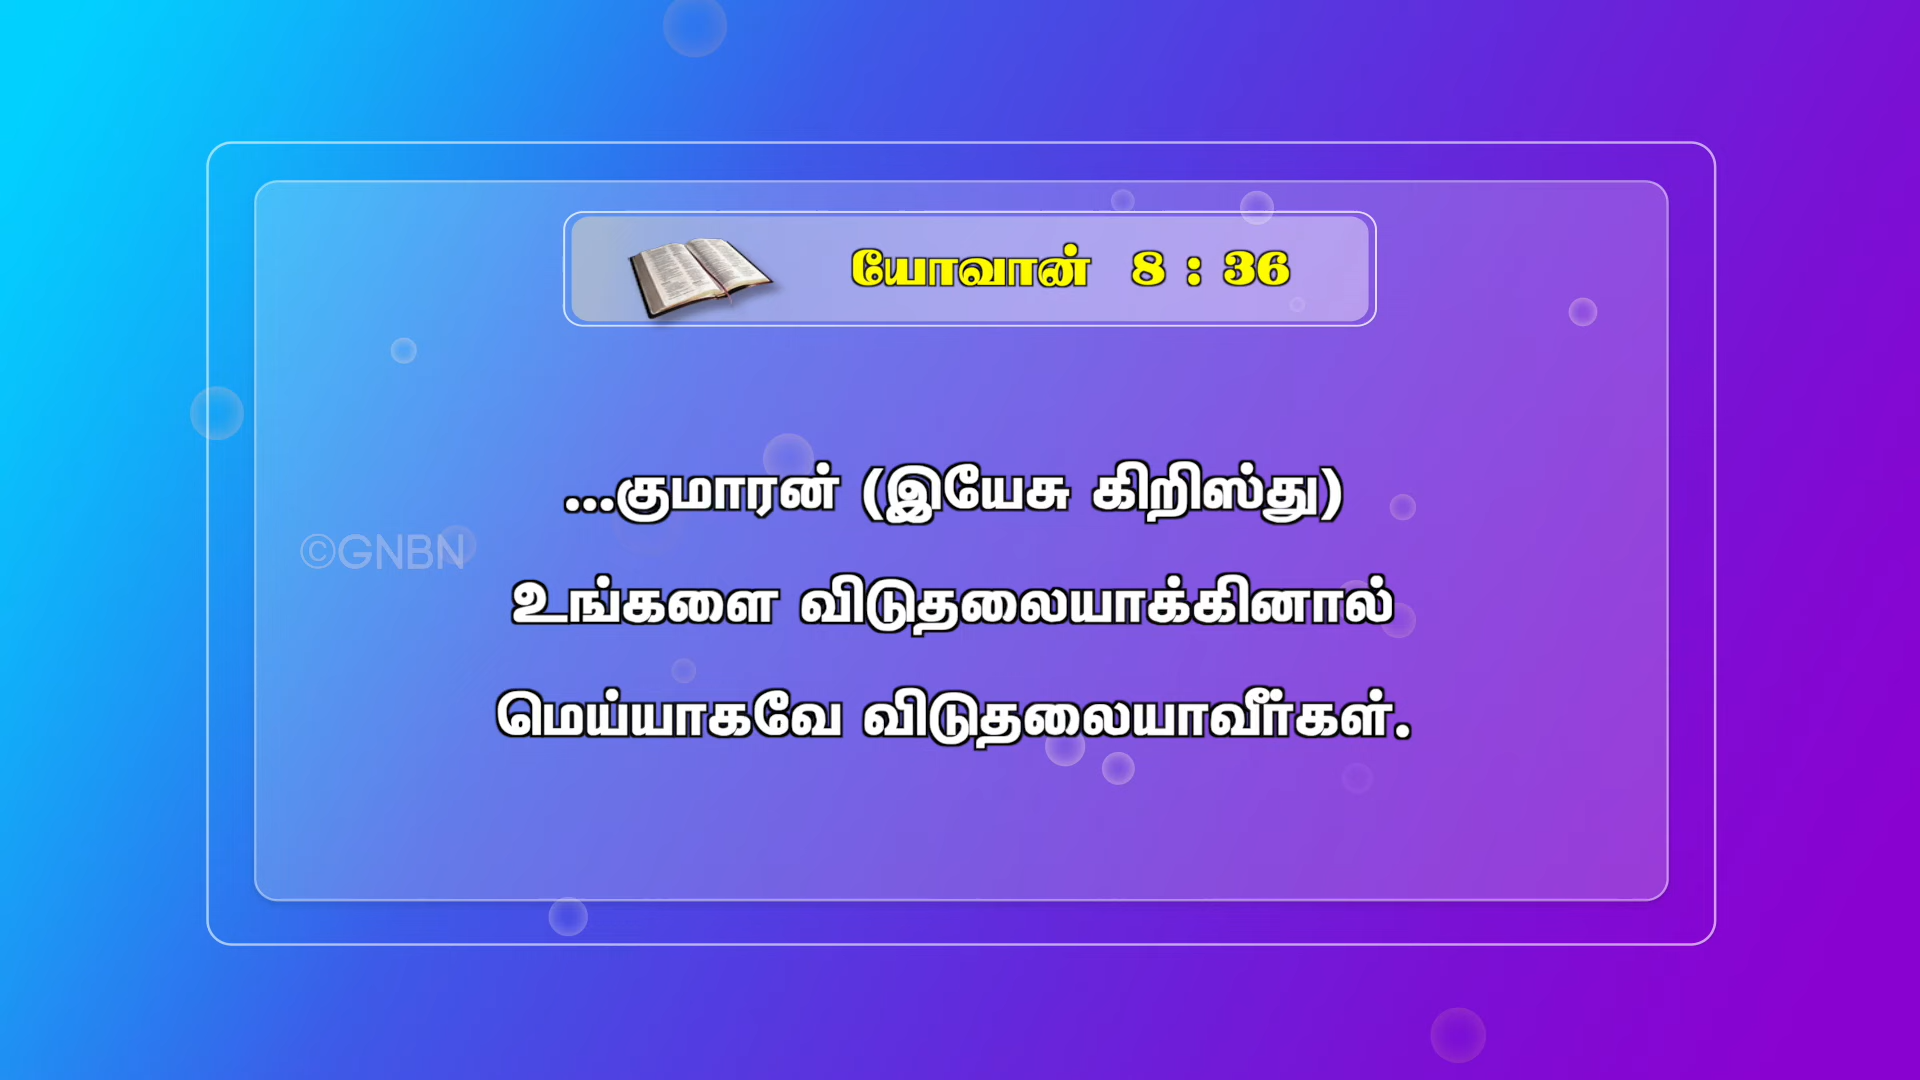 யோவான் 8 : 36
...குமாரன் (இயேசு கிறிஸ்து)
©GNBN
உங்களை விடுதலையாக்கினால்
மெய்யாகவே விடுதலையாவீர்கள்.